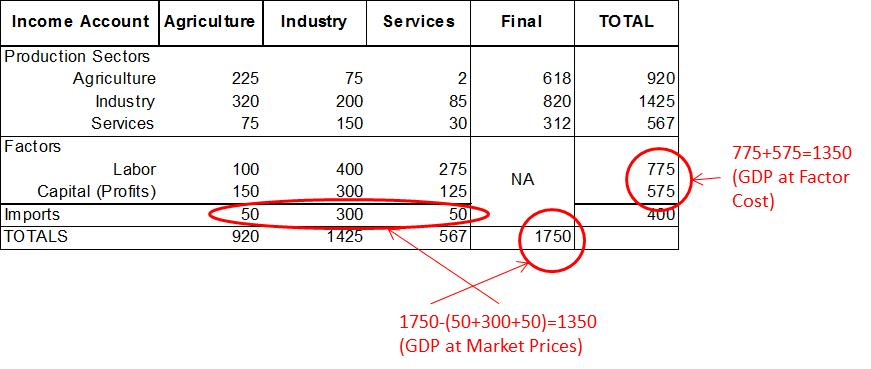 Income Account Agriculture Industry Services Final TOTAL
Production Sectors
Agriculture 225 75 2 618 920
Industry 320 200 85 820 1425
Services 75 150 30 312 567
Factors
Labor 100 400 275 775
Capital (Profits) 150 300 125 575
NA
Imports 50 300 50 400
TOTALS 920 1425 567 1750
775+575=1350
(GDP at Factor
Cost)
1750-(50+300+50)=1350
(GDP at Market Prices)